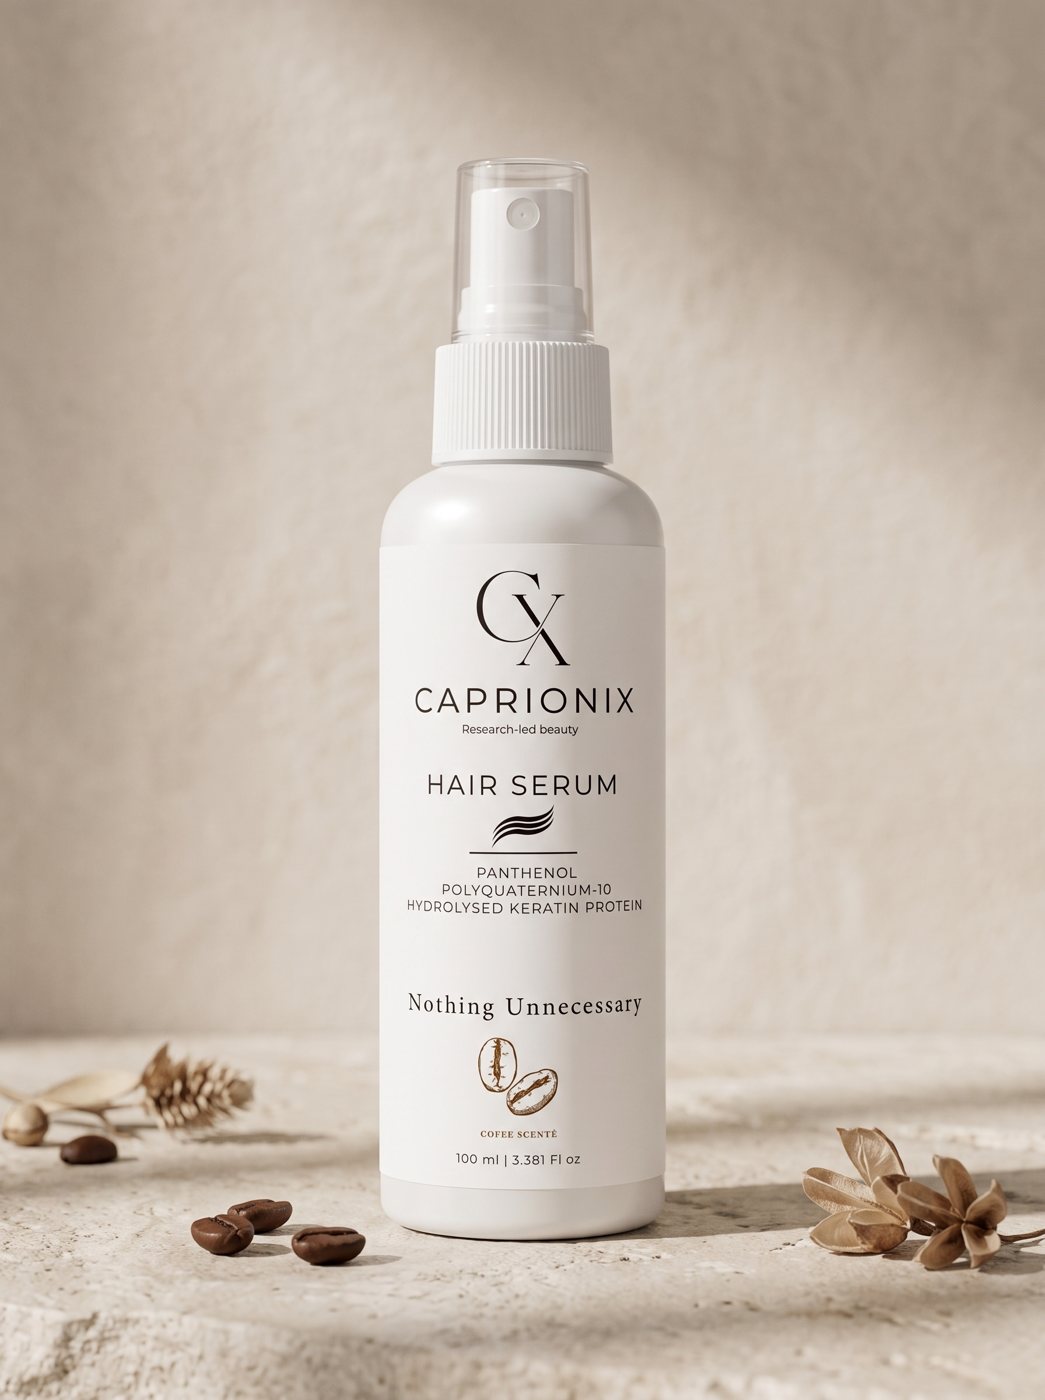 CX
CAPRIONIX
Research-led beauty
HAIR SERUM
PANTHENOL
POLYQUATERNIUM-10
HYDROLYSED KERATIN PROTEIN
Nothing Unnecessary
COFEE SCENTÈ
100 ml | 3.381 Fl oz